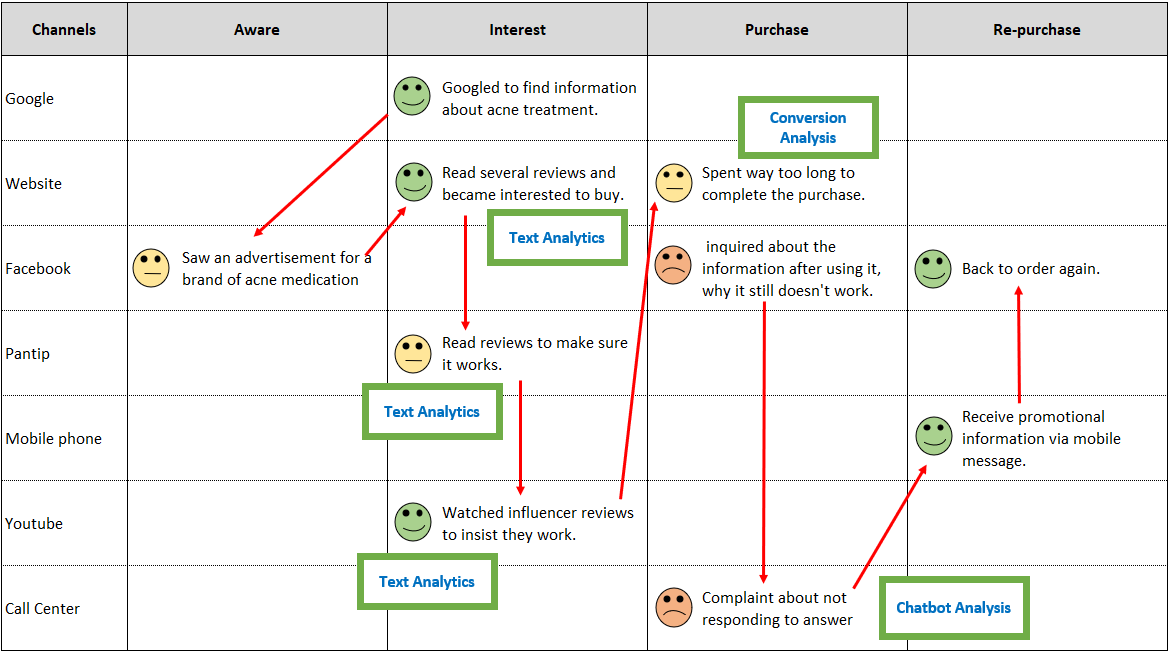 Channels
Aware
Interest
Purchase
Re-purchase
Google
Googled to find information
about acne treatment.
Conversion
Analysis
Website
Read several reviews and
became interested to buy.
Spent way too long to
complete the purchase.
Text Analytics
Facebook
Saw an advertisement for a
brand of acne medication
inquired about the
information after using it,
why it still doesn't work.
Back to order again.
Pantip
Read reviews to make sure
it works.
Text Analytics
Mobile phone
Receive promotional
information via mobile
message.
Youtube
Watched influencer reviews
to insist they work.
Text Analytics
Call Center
Complaint about not
responding to answer
Chatbot Analysis